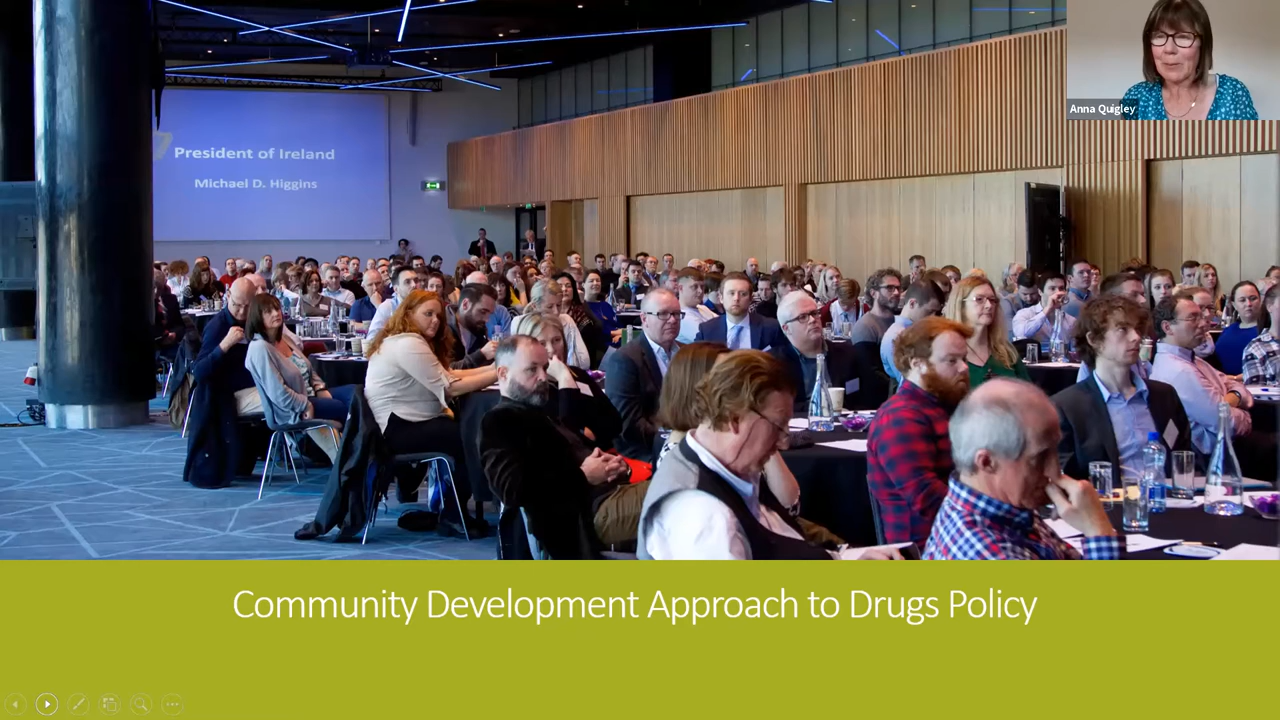 Anna Quigley
President of Ireland
Michael D. Higgins
Community Development Approach to Drugs Policy